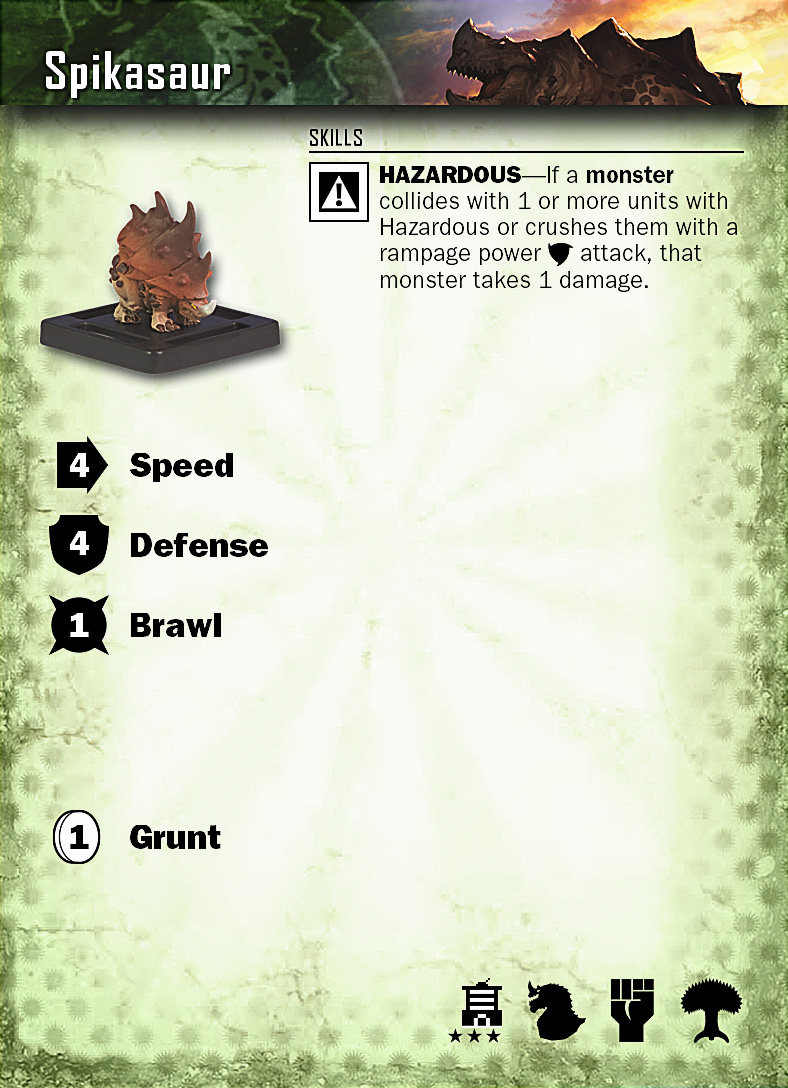 Spikasaur
SKILLS
HAZARDOUS—If a monster
collides with 1 or more units with
Hazardous or crushes them with a
rampage power attack, that
monster takes 1 damage.
4 Speed
4 Defense
1 Brawl
1 Grunt